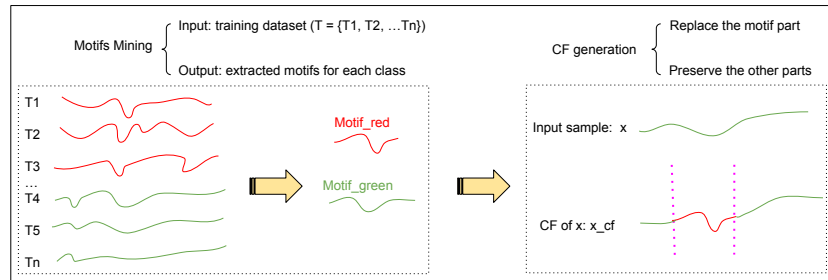 Motifs Mining
Input: training dataset (T = {T1, T2, …Tn})
Output: extracted motifs for each class
CF generation
Replace the motif part
Preserve the other parts
T1
T2
T3
...
T4
T5
Tn
Motif_red
Motif_green
Input sample: x
CF of x: x_cf